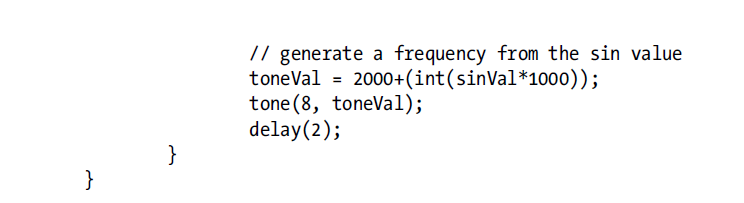 // generate a frequency from the sin value
toneVal = 2000+(int(sinVal*1000));
tone(8, toneVal);
delay(2);
}
}